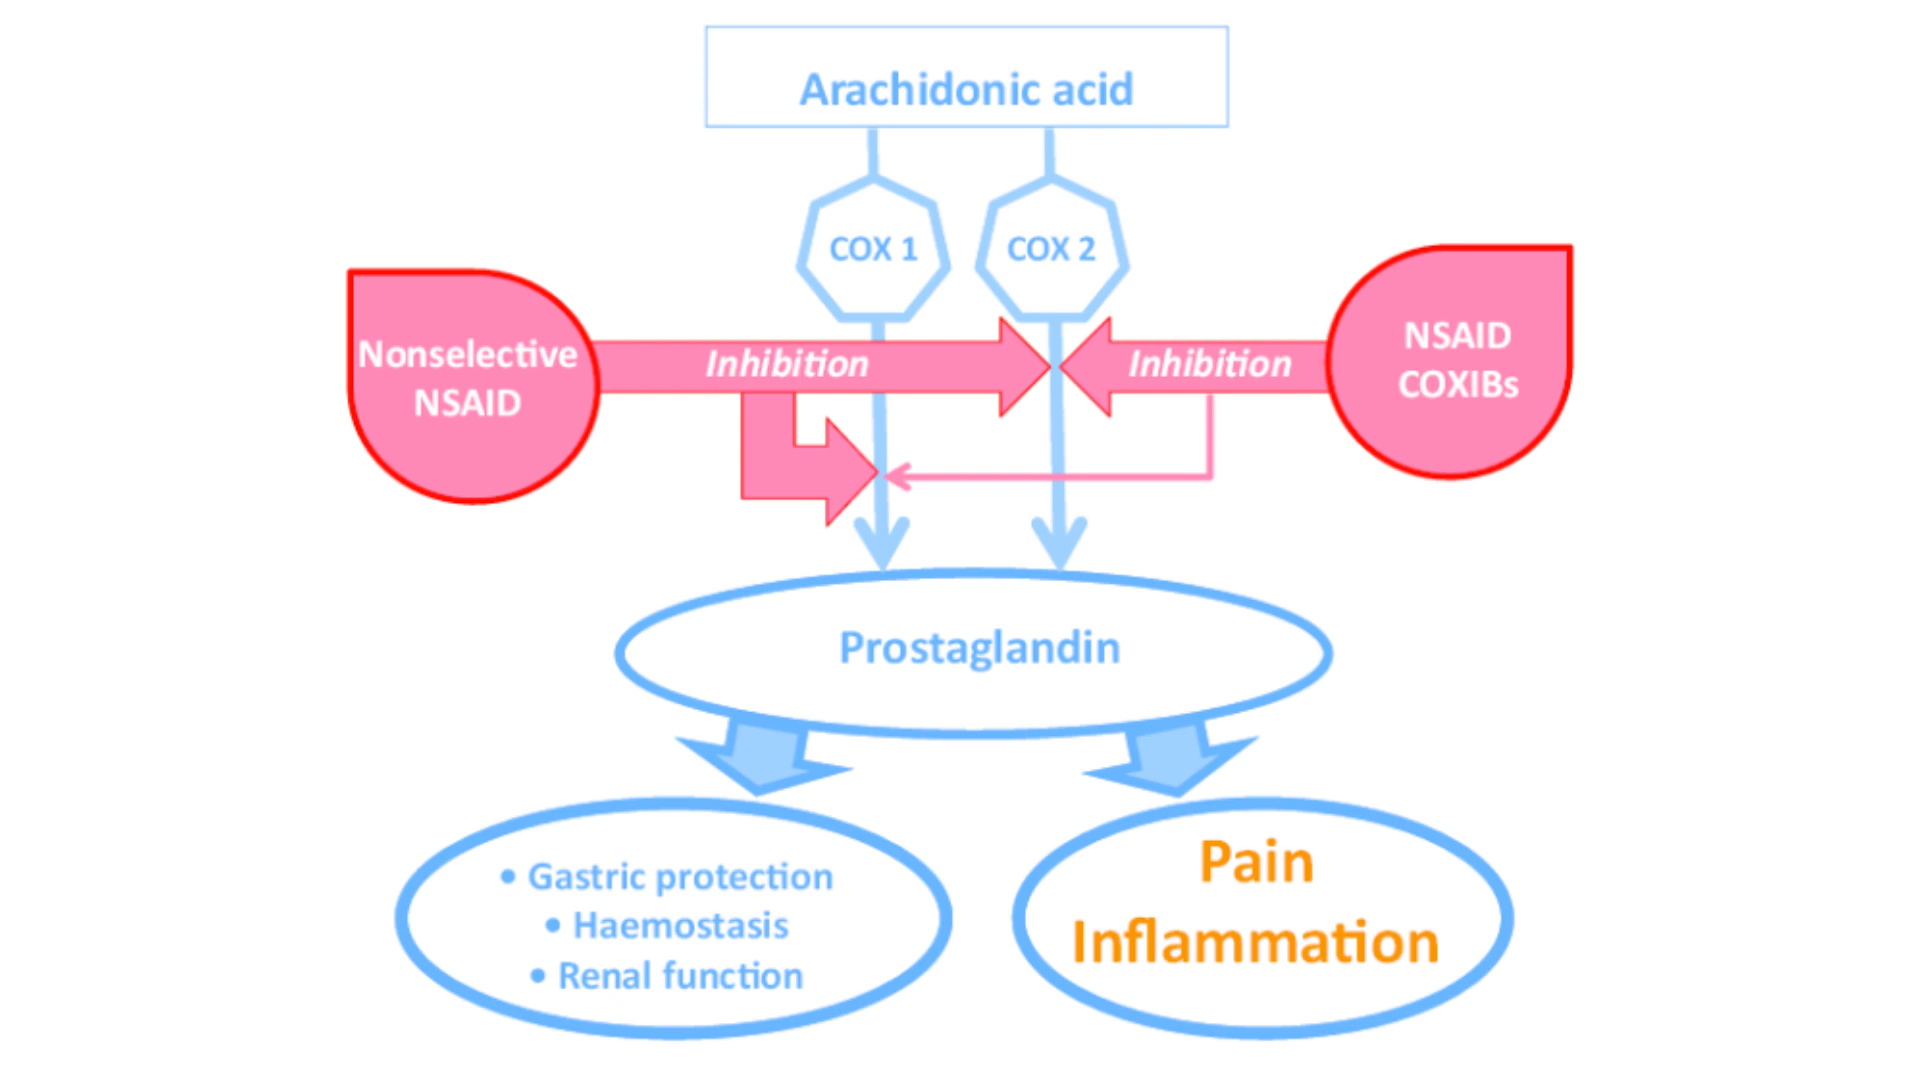 Arachidonic acid
COX 1
COX 2
Nonselective
NSAID
Inhibition
Inhibition
NSAID
COXIBs
Prostaglandin
• Gastric protection
• Haemostasis
• Renal function
Pain
Inflammation